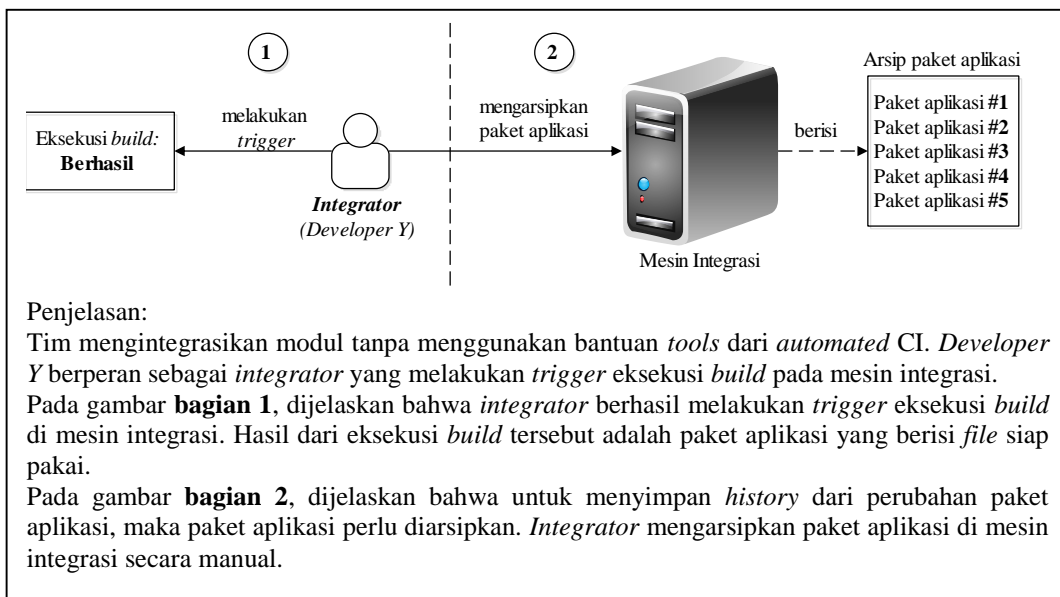 1
2
Eksekusi build:
Berhasil
melakukan
trigger
Integrator
(Developer Y)
mengarsipkan
paket aplikasi
Mesin Integrasi
berisi
Arsip paket aplikasi
Paket aplikasi #1
Paket aplikasi #2
Paket aplikasi #3
Paket aplikasi #4
Paket aplikasi #5
Penjelasan:
Tim mengintegrasikan modul tanpa menggunakan bantuan tools dari automated CI. Developer
Y berperan sebagai integrator yang melakukan trigger eksekusi build pada mesin integrasi.
Pada gambar bagian 1, dijelaskan bahwa integrator berhasil melakukan trigger eksekusi build
di mesin integrasi. Hasil dari eksekusi build tersebut adalah paket aplikasi yang berisi file siap
pakai.
Pada gambar bagian 2, dijelaskan bahwa untuk menyimpan history dari perubahan paket
aplikasi, maka paket aplikasi perlu diarsipkan. Integrator mengarsipkan paket aplikasi di mesin
integrasi secara manual.